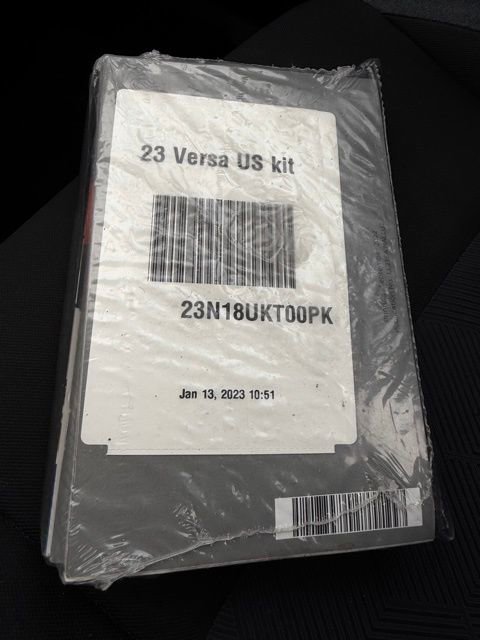 23 Versa US kit
23N18UKT00PK
Jan 13, 2023 10:51